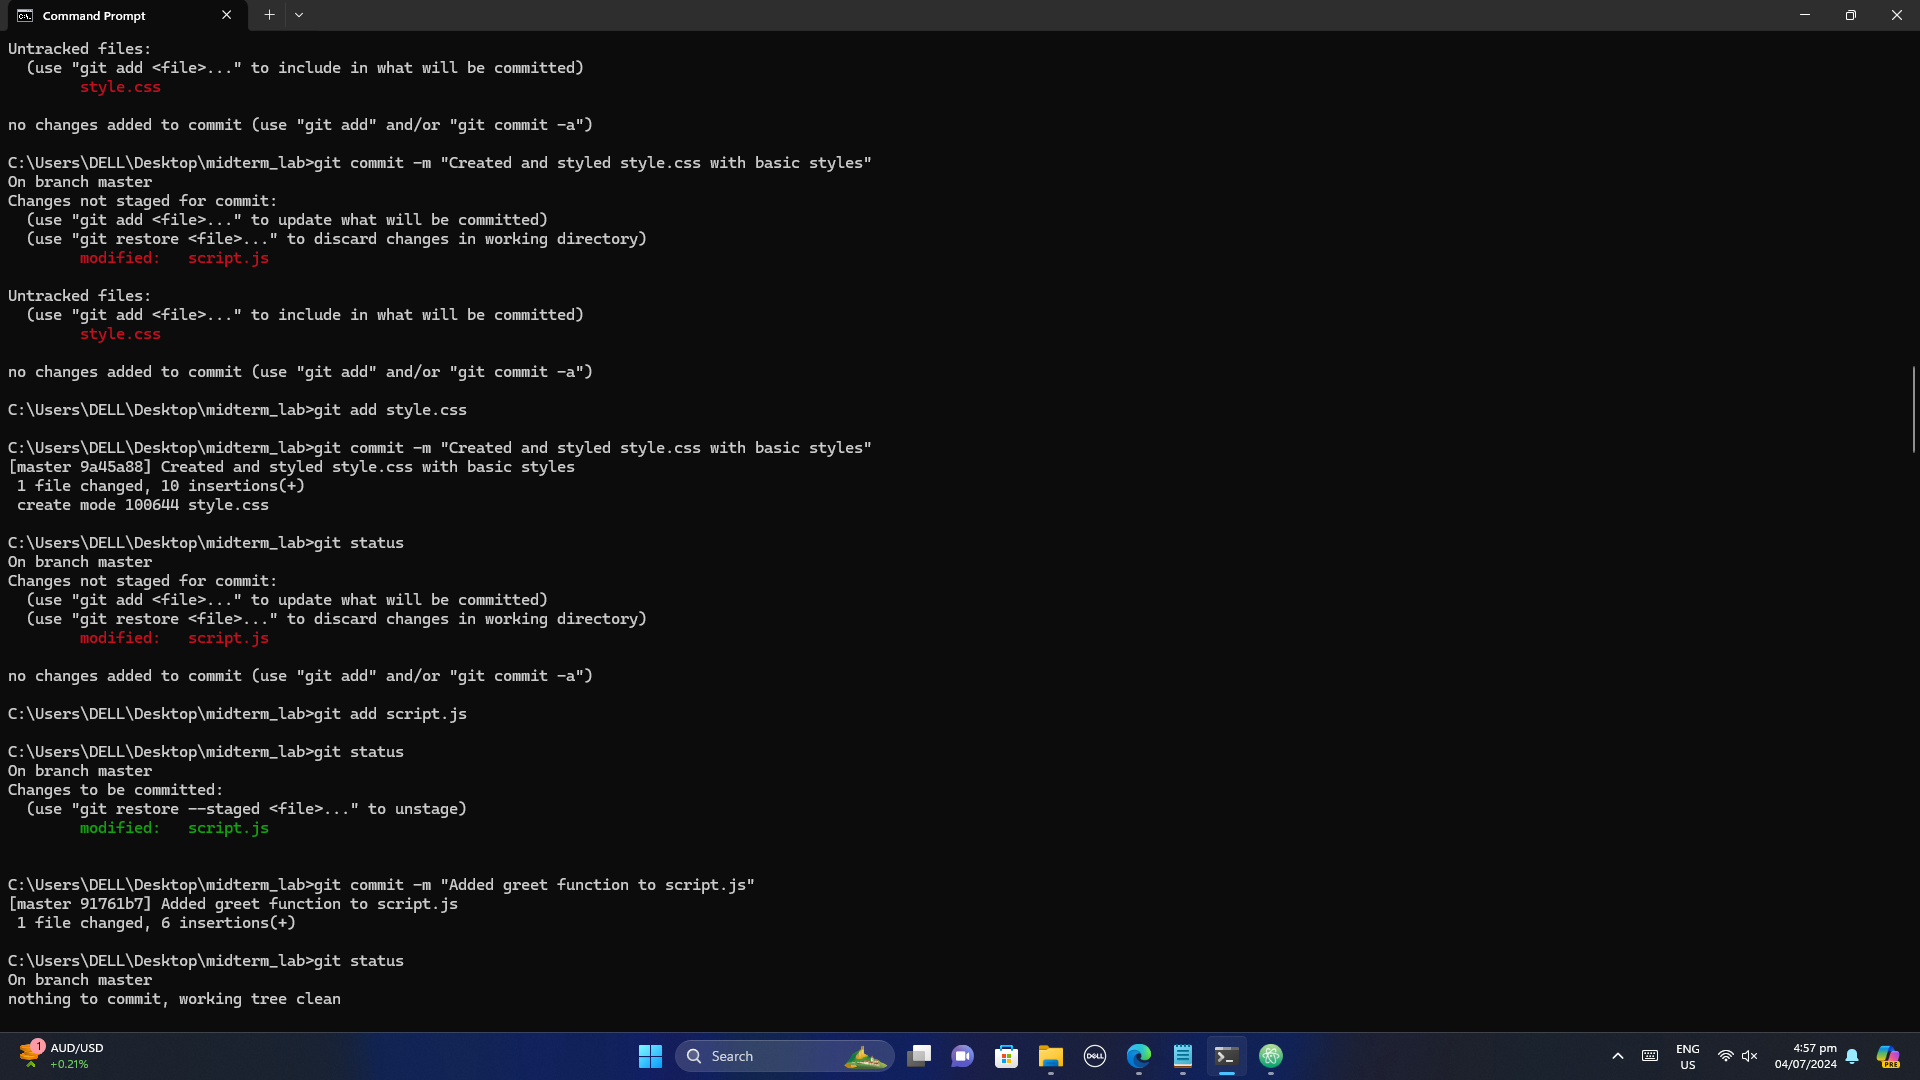 Command Prompt
Untracked files:
  (use "git add <file>..." to include in what will be committed)
        style.css
no changes added to commit (use "git add" and/or "git commit -a")
C:\Users\DELL\Desktop\midterm_lab>git commit -m "Created and styled style.css with basic styles"
On branch master
Changes not staged for commit:
  (use "git add <file>..." to update what will be committed)
  (use "git restore <file>..." to discard changes in working directory)
        modified:   script.js
Untracked files:
  (use "git add <file>..." to include in what will be committed)
        style.css
no changes added to commit (use "git add" and/or "git commit -a")
C:\Users\DELL\Desktop\midterm_lab>git add style.css
C:\Users\DELL\Desktop\midterm_lab>git commit -m "Created and styled style.css with basic styles"
[master 9a45a88] Created and styled style.css with basic styles
 1 file changed, 10 insertions(+)
 create mode 100644 style.css
C:\Users\DELL\Desktop\midterm_lab>git status
On branch master
Changes not staged for commit:
  (use "git add <file>..." to update what will be committed)
  (use "git restore <file>..." to discard changes in working directory)
        modified:   script.js
no changes added to commit (use "git add" and/or "git commit -a")
C:\Users\DELL\Desktop\midterm_lab>git add script.js
C:\Users\DELL\Desktop\midterm_lab>git status
On branch master
Changes to be committed:
  (use "git restore --staged <file>..." to unstage)
        modified:   script.js
C:\Users\DELL\Desktop\midterm_lab>git commit -m "Added greet function to script.js"
[master 91761b7] Added greet function to script.js
 1 file changed, 6 insertions(+)
C:\Users\DELL\Desktop\midterm_lab>git status
On branch master
nothing to commit, working tree clean
1
AUD/USD
+0.21%
Search
DELL
ENG
US
4:57 pm
04/07/2024
PRE